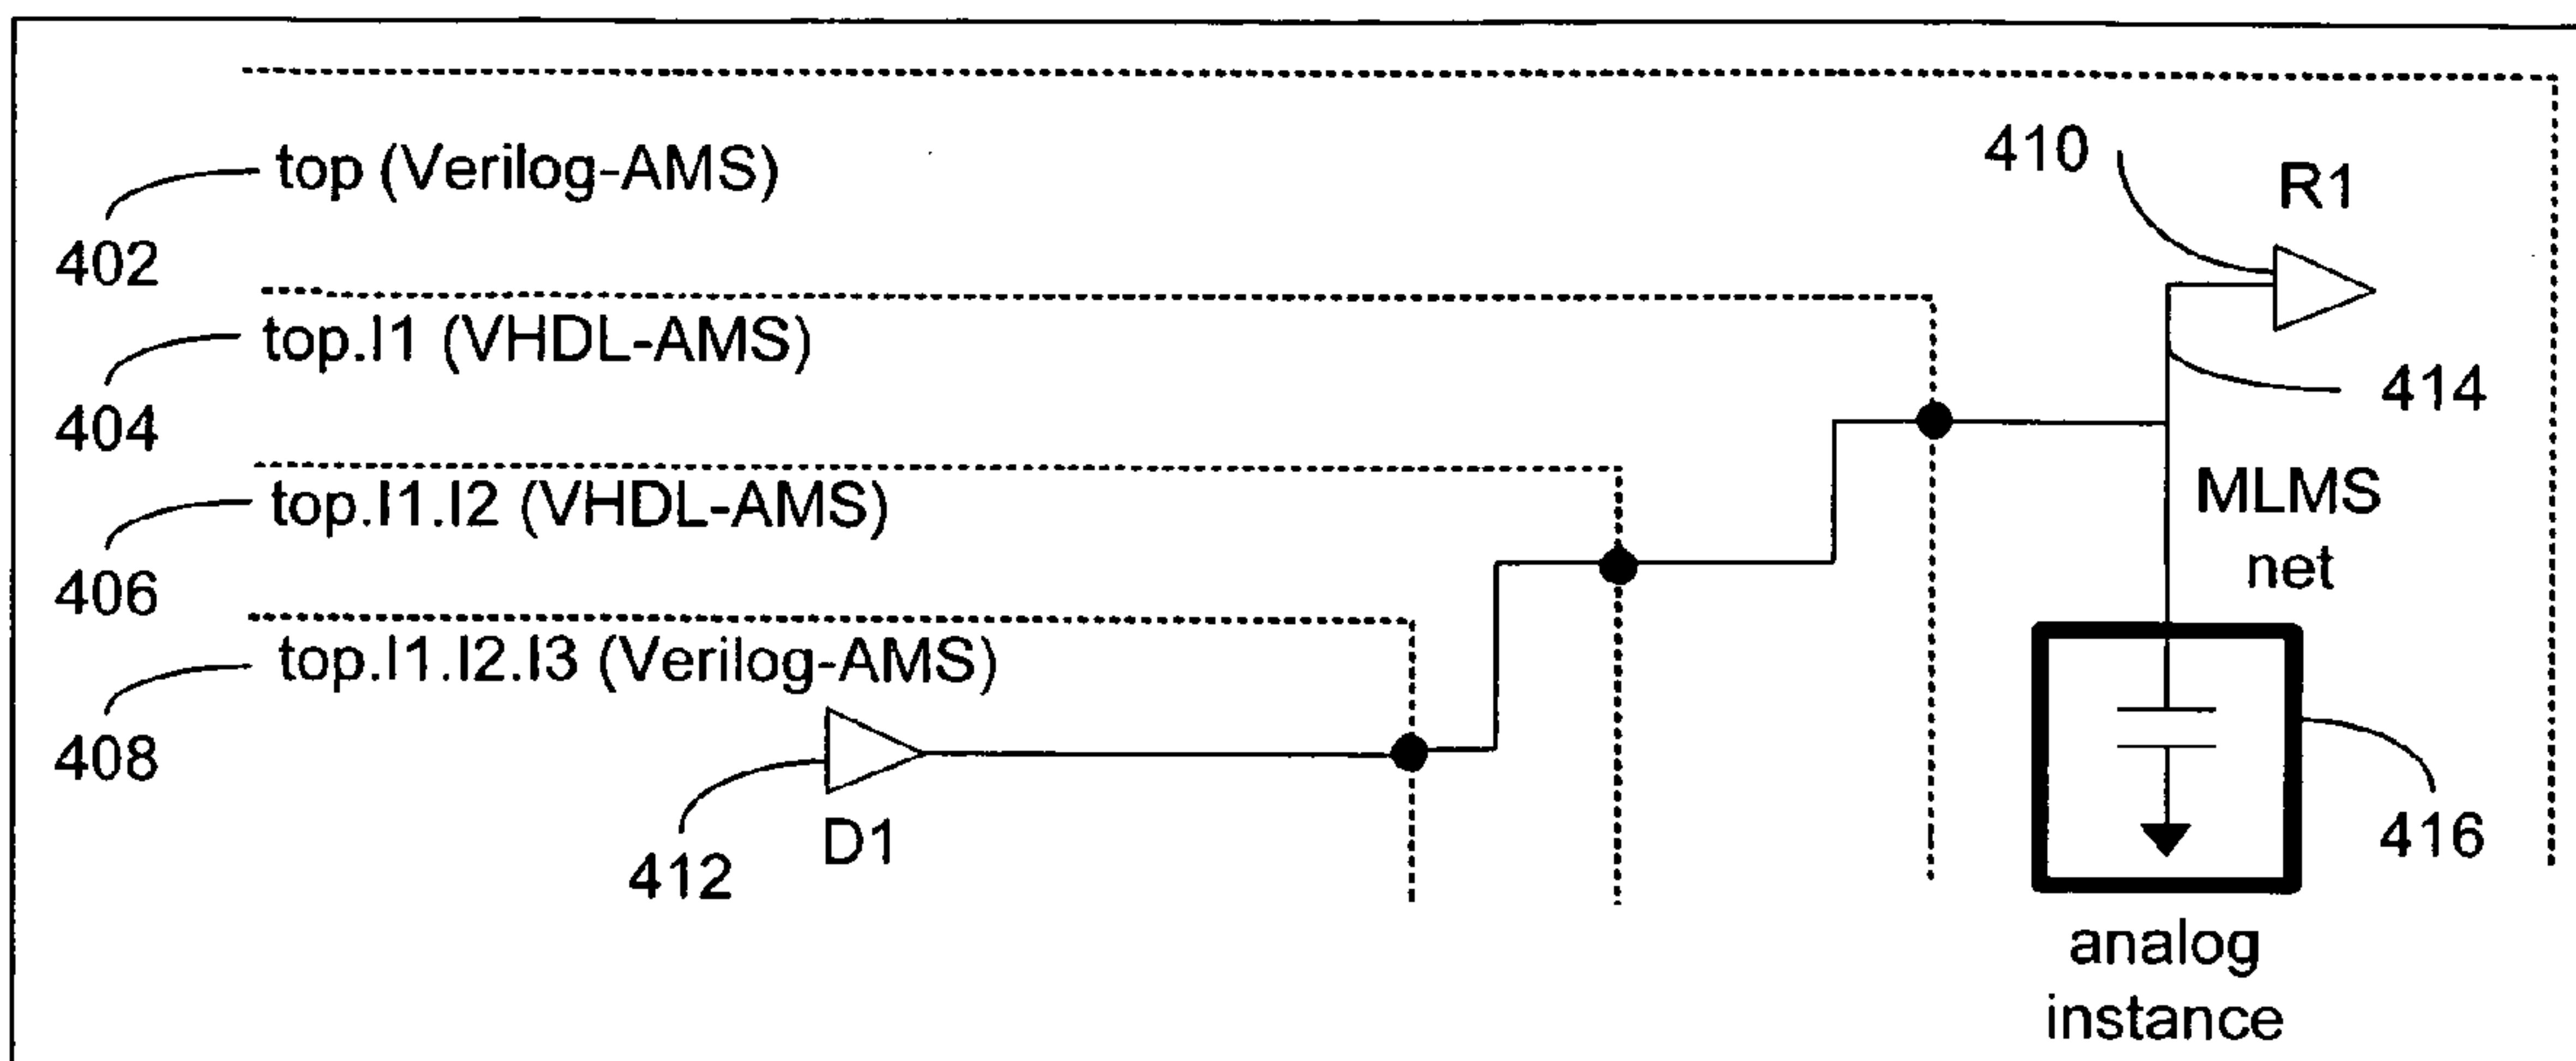 top (Verilog-AMS)
402
410
R1
top.I1 (VHDL-AMS)
404
414
top.I1.I2 (VHDL-AMS)
406
MLMS
net
top.I1.I2.I3 (Verilog-AMS)
408
412
D1
416
analog
instance